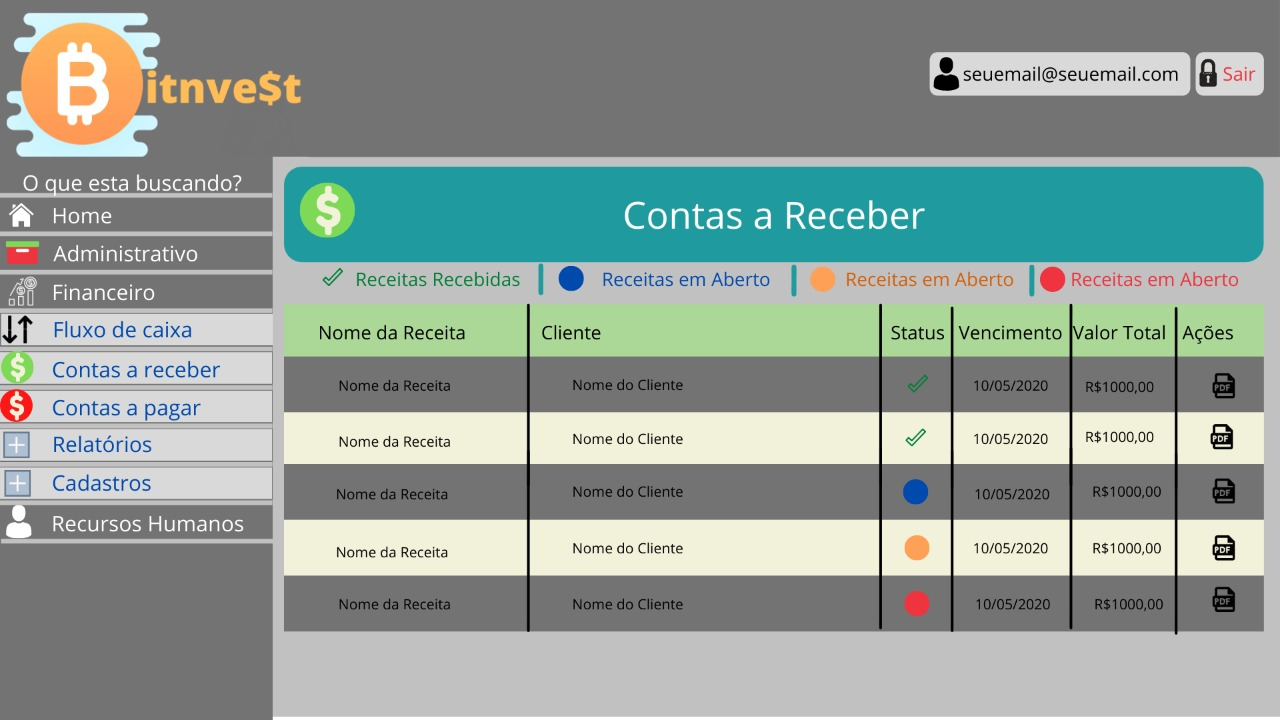 Bitnve$t
seuemail@seuemail.com
Sair
O que esta buscando?
Home
Administrativo
Financeiro
Fluxo de caixa
Contas a receber
Contas a pagar
Relatórios
Cadastros
Recursos Humanos
Contas a Receber
Receitas Recebidas Receitas em Aberto Receitas em Aberto Receitas em Aberto
Nome da Receita Cliente Status Vencimento Valor Total Ações
Nome da Receita Nome do Cliente 10/05/2020 R$1000,00 PDF
Nome da Receita Nome do Cliente 10/05/2020 R$1000,00 PDF
Nome da Receita Nome do Cliente 10/05/2020 R$1000,00 PDF
Nome da Receita Nome do Cliente 10/05/2020 R$1000,00 PDF
Nome da Receita Nome do Cliente 10/05/2020 R$1000,00 PDF